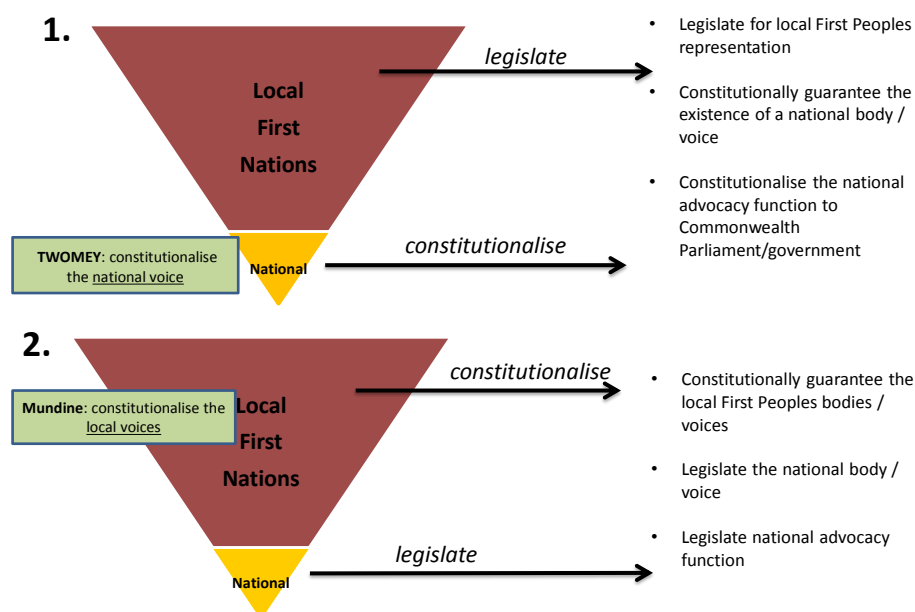 1.
Local
First
Nations
legislate
• Legislate for local First Peoples
representation
• Constitutionally guarantee the
existence of a national body /
voice
• Constitutionalise the national
advocacy function to
Commonwealth
Parliament/government
TWOMEY: constitutionalise
the national voice
National
constitutionalise
2.
Mundine: constitutionalise the
local voices
Local
First
Nations
constitutionalise
• Constitutionally guarantee the
local First Peoples bodies /
voices
• Legislate the national body /
voice
• Legislate national advocacy
function
National
legislate